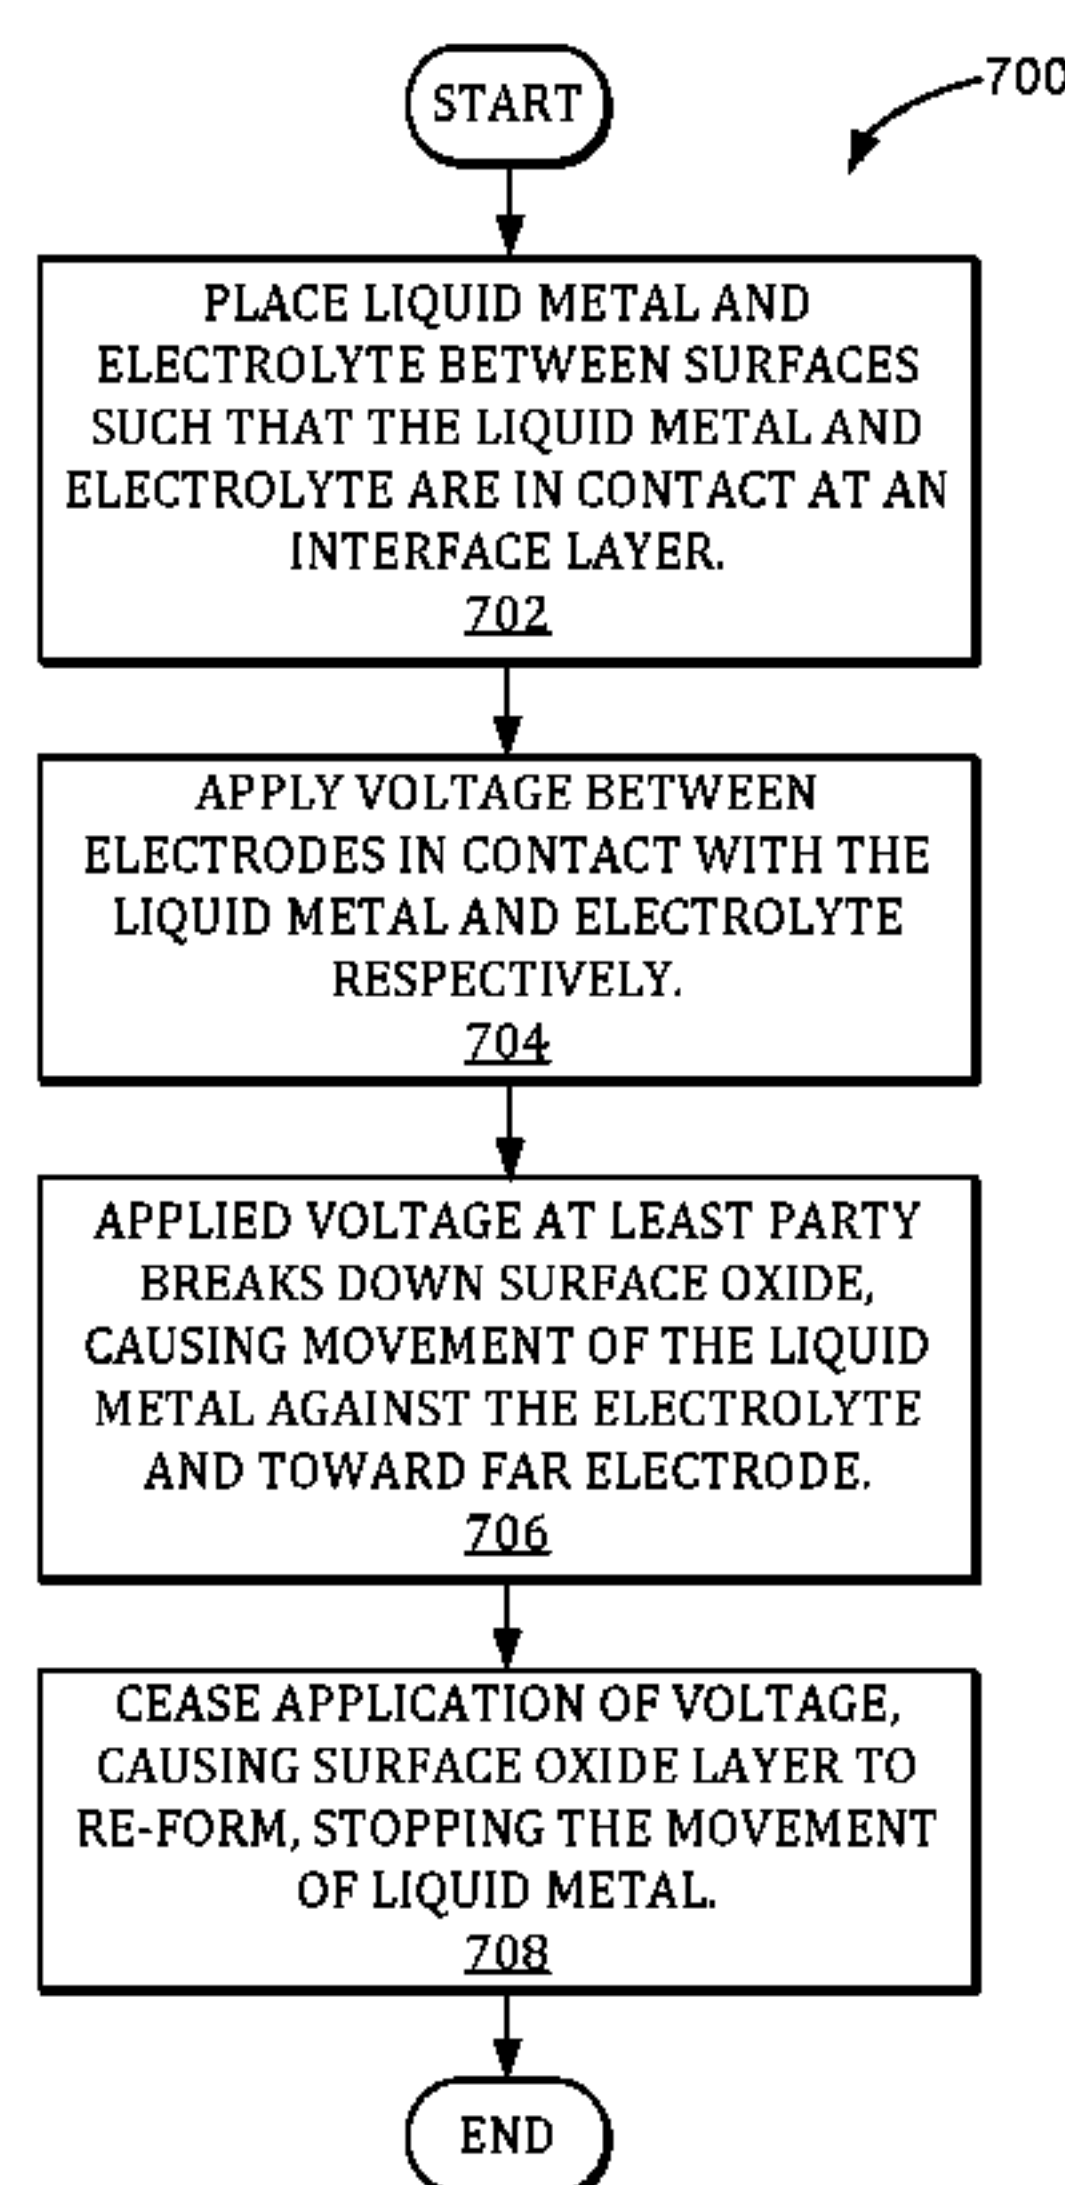 START
700
PLACE LIQUID METAL AND
ELECTROLYTE BETWEEN SURFACES
SUCH THAT THE LIQUID METAL AND
ELECTROLYTE ARE IN CONTACT AT AN
INTERFACE LAYER.
702
APPLY VOLTAGE BETWEEN
ELECTRODES IN CONTACT WITH THE
LIQUID METAL AND ELECTROLYTE
RESPECTIVELY.
704
APPLIED VOLTAGE AT LEAST PARTY
BREAKS DOWN SURFACE OXIDE,
CAUSING MOVEMENT OF THE LIQUID
METAL AGAINST THE ELECTROLYTE
AND TOWARD FAR ELECTRODE.
706
CEASE APPLICATION OF VOLTAGE,
CAUSING SURFACE OXIDE LAYER TO
RE-FORM, STOPPING THE MOVEMENT
OF LIQUID METAL.
708
END